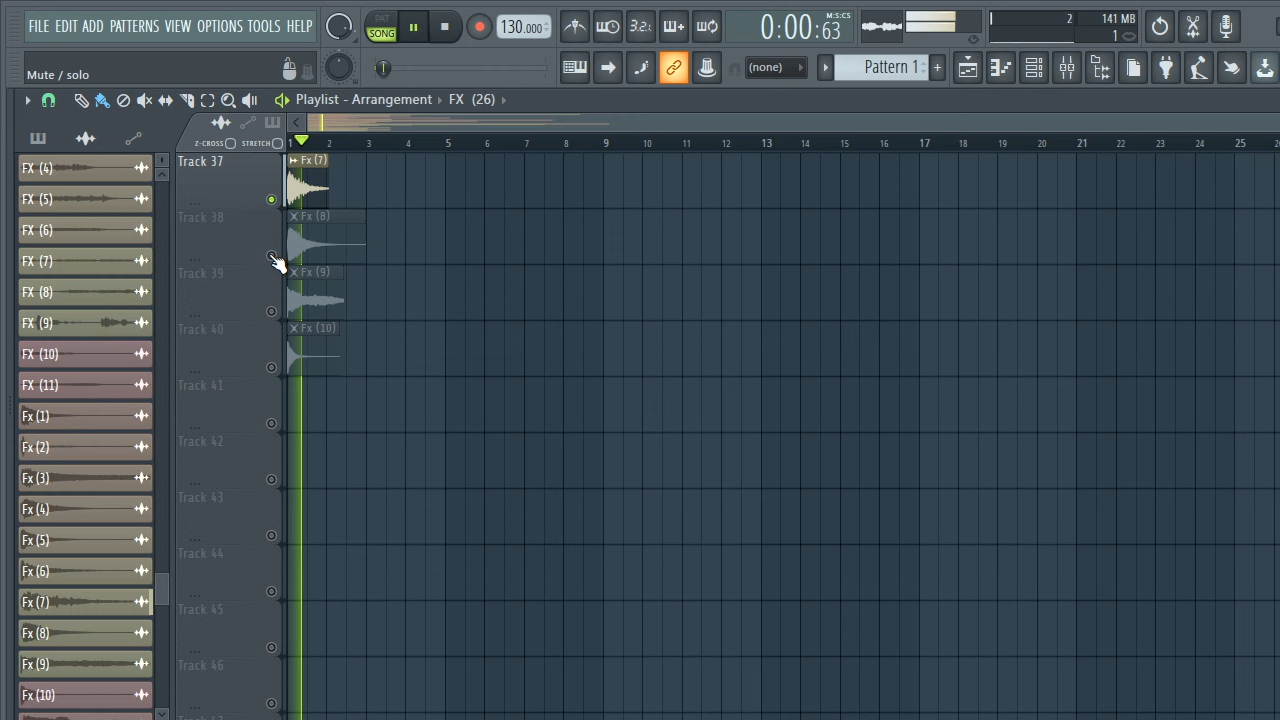 FILE EDIT ADD PATTERNS VIEW OPTIONS TOOLS HELP
PAT
SONG
130.000
3.2
0:00:63
M:S:CS
2
141 MB
1
Mute / solo
(none)
Pattern 1
Playlist - Arrangement
FX (26)
Z-CROSS
STRETCH
1 2 3 4 5 6 7 8 9 10 11 12 13 14 15 16 17 18 19 20 21 22 23 24 25 26
FX (4)
FX (5)
FX (6)
FX (7)
FX (8)
FX (9)
FX (10)
FX (11)
Fx (1)
Fx (2)
Fx (3)
Fx (4)
Fx (5)
Fx (6)
Fx (7)
Fx (8)
Fx (9)
Fx (10)
Track 37
Fx (7)
Track 38
Fx (8)
Track 39
Fx (9)
Track 40
Fx (10)
Track 41
Track 42
Track 43
Track 44
Track 45
Track 46